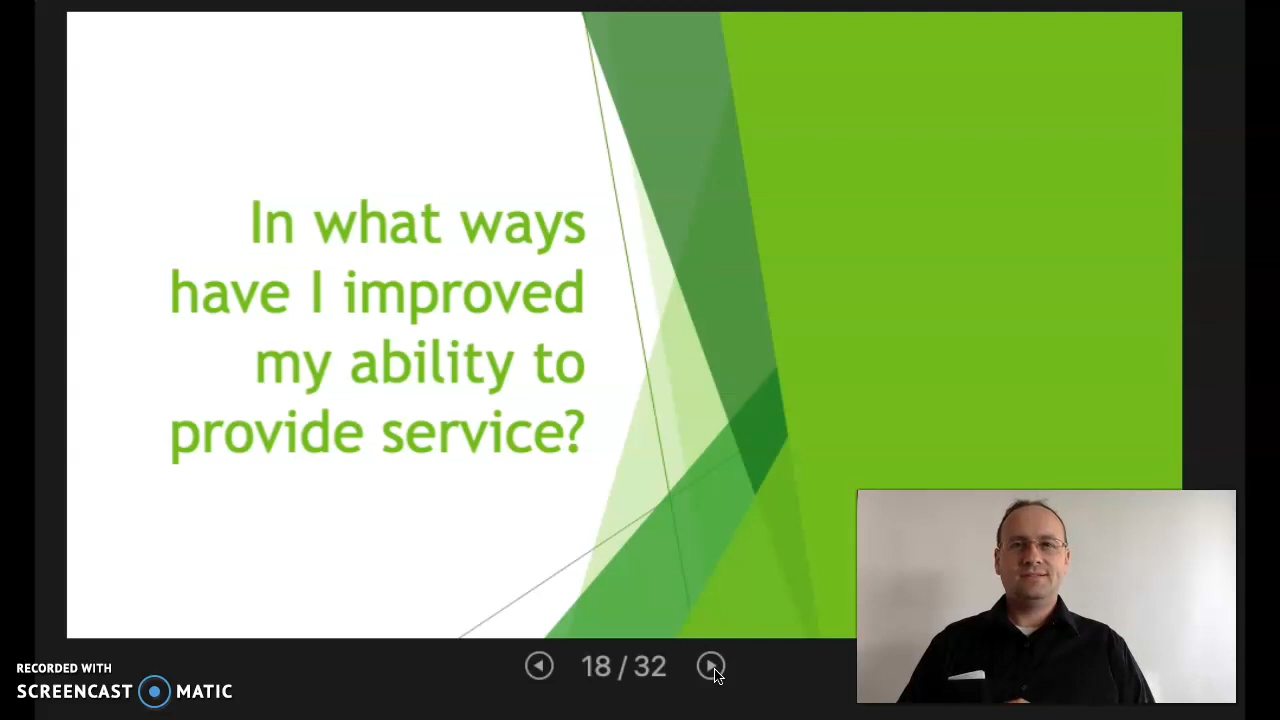 In what ways
have I improved
my ability to
provide service?
18 / 32
RECORDED WITH
SCREENCAST MATIC